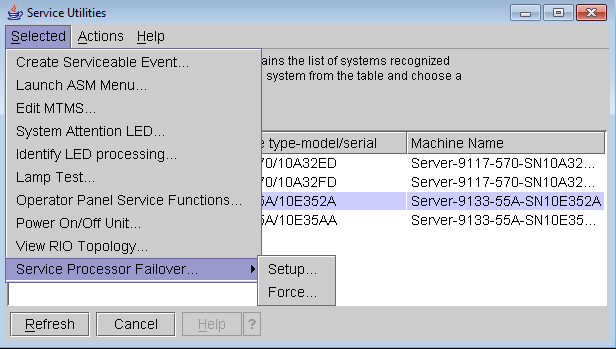 Service Utilities
Selected Actions Help
Create Serviceable Event...
Launch ASM Menu...
Edit MTMS...
System Attention LED...
Identify LED processing...
Lamp Test...
Operator Panel Service Functions...
Power On/Off Unit...
View RIO Topology...
Service Processor Failover...
Setup...
Force...
ains the list of systems recognized
system from the table and choose a
e type-model/serial Machine Name
70/10A32ED Server-9117-570-SN10A32...
70/10A32FD Server-9117-570-SN10A32...
5A/10E352A Server-9133-55A-SN10E352A
5A/10E35AA Server-9133-55A-SN10E35...
Refresh Cancel Help ?